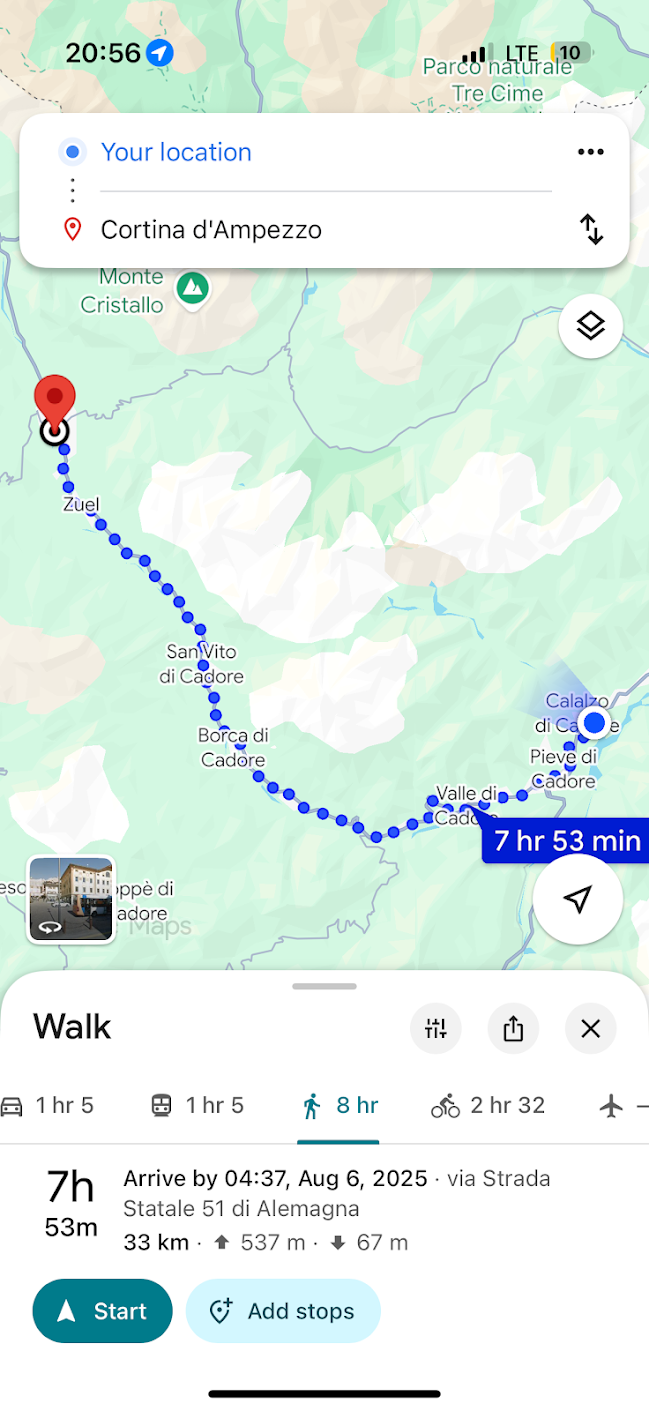 20:56
LTE
10
Parco naturale
Tre Cime
Your location
Cortina d'Ampezzo
Monte
Cristallo
Zuel
San Vito
di Cadore
Borca di
Cadore
Calalzo
di Ca e
Pieve di
Cadore
Valle di
Cado e
7 hr 53 min
oppè di
adore
Maps
Walk
1 hr 5
1 hr 5
8 hr
2 hr 32
—
7h
53m
Arrive by 04:37, Aug 6, 2025 · via Strada
Statale 51 di Alemagna
33 km · 537 m · 67 m
Start
Add stops